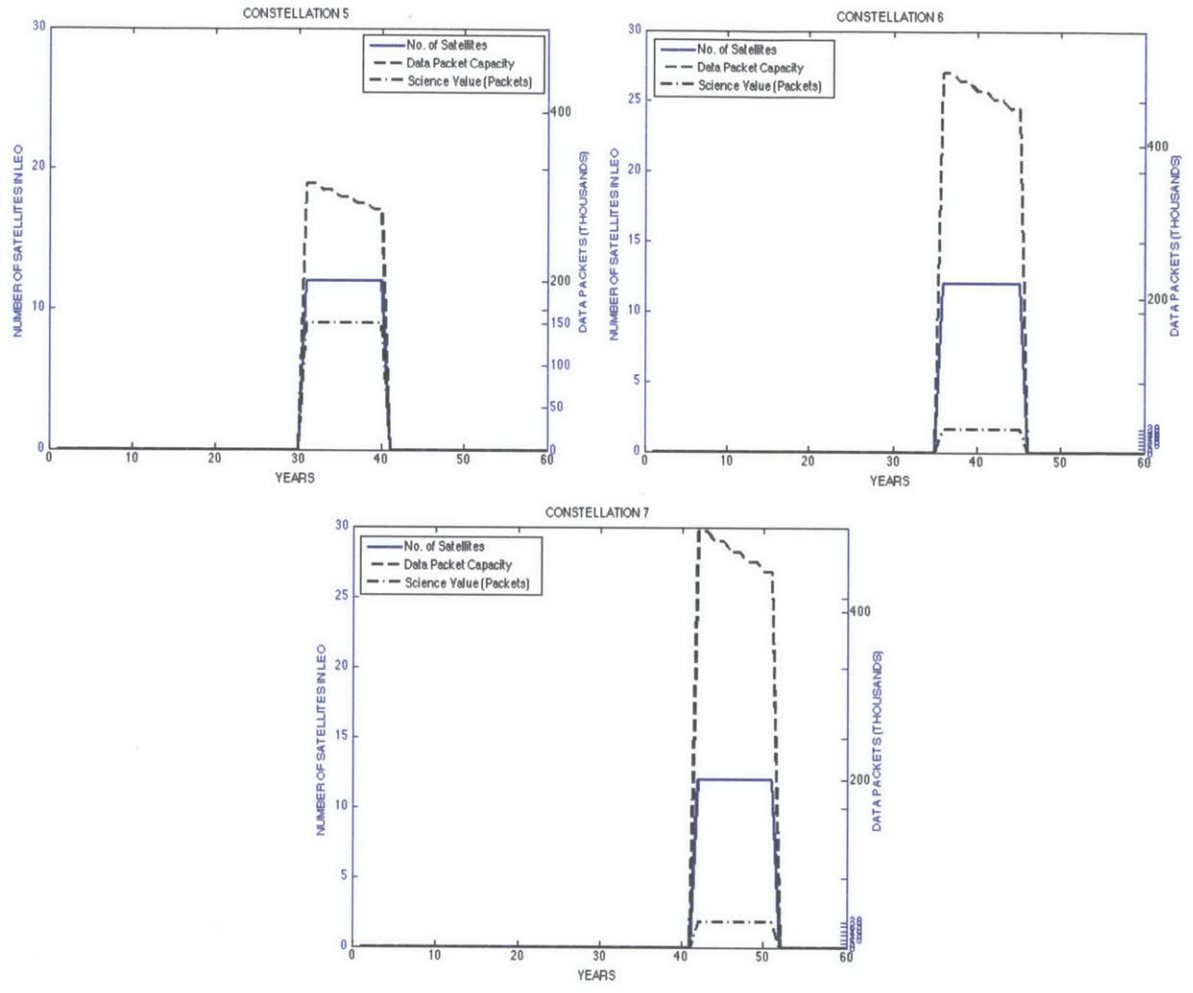 CONSTELLATION 5
30
20
10
0
NUMBER OF SATELLITES IN LEO
No. of Satellites
Data Packet Capacity
Science Value (Packets)
400
200
150
100
50
0
DATA PACKETS (THOUSANDS)
0 10 20 30 40 50 60
YEARS
CONSTELLATION 6
30
25
20
15
10
5
0
NUMBER OF SATELLITES IN LEO
No. of Satellites
Data Packet Capacity
Science Value (Packets)
400
200
DATA PACKETS (THOUSANDS)
0 10 20 30 40 50 60
YEARS
CONSTELLATION 7
30
25
20
15
10
5
0
NUMBER OF SATELLITES IN LEO
No. of Satellites
Data Packet Capacity
Science Value (Packets)
400
200
DATA PACKETS (THOUSANDS)
0 10 20 30 40 50 60
YEARS